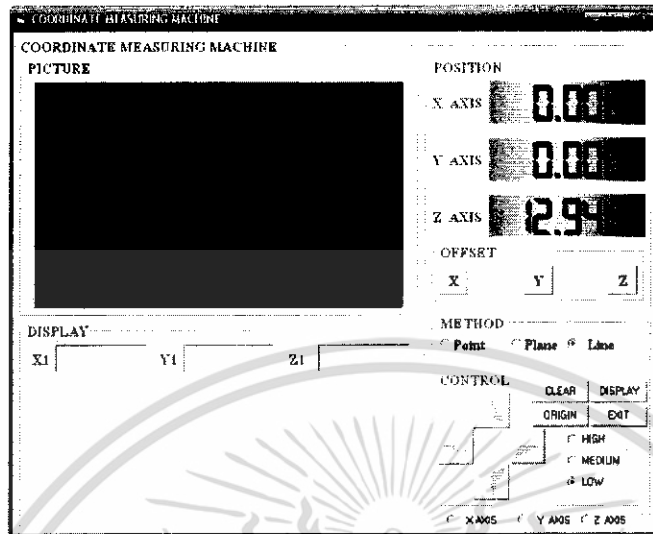 COORDINATE MEASURING MACHINE
COORDINATE MEASURING MACHINE
PICTURE
POSITION
X AXIS 0.00
Y AXIS 0.00
Z AXIS 12.94
OFFSET
X Y Z
DISPLAY
X1 Y1 Z1
METHOD
Point Plane Line
CONTROL
CLEAR DISPLAY
ORIGIN EXIT
HIGH
MEDIUM
LOW
X AXIS Y AXIS Z AXIS